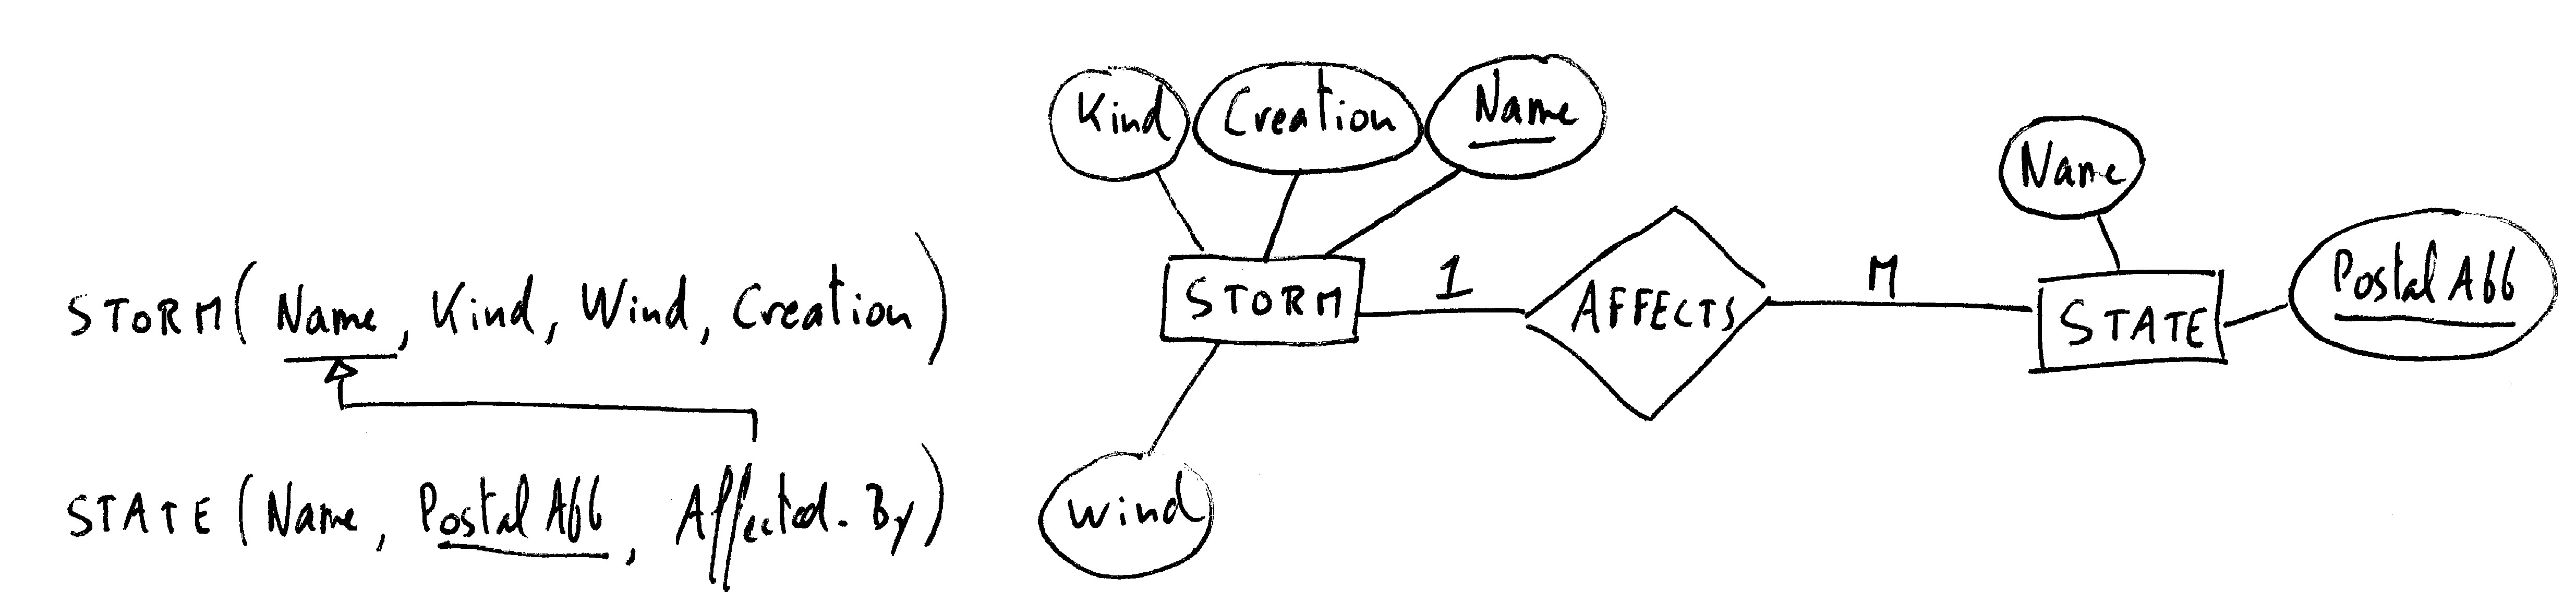 STORM(Name, Kind, Wind, Creation)
STATE(Name, Postal Abb, Affected-By)
Kind
Creation
Name
STORM
1
AFFECTS
M
STATE
Name
Postal Abb
Wind